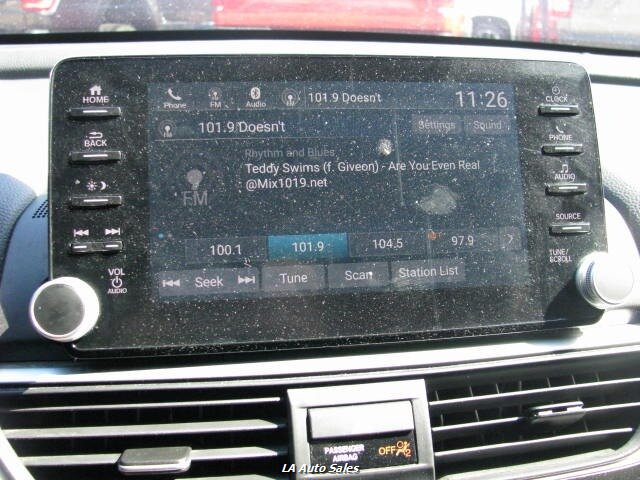 HOME
Phone
FM
Audio
FM
101.9 Doesn't
11:26
CLOCK
101.9 Doesn't
Settings
Sound
BACK
PHONE
Rhythm and Blues
Teddy Swims (f. Giveon) - Are You Even Real
@Mix1019.net
FM
AUDIO
SOURCE
100.1
101.9
104.5
97.9
TUNE/
SCROLL
VOL
AUDIO
Seek
Tune
Scan
Station List
PASSENGER
AIRBAG
OFF
2
LA Auto Sales